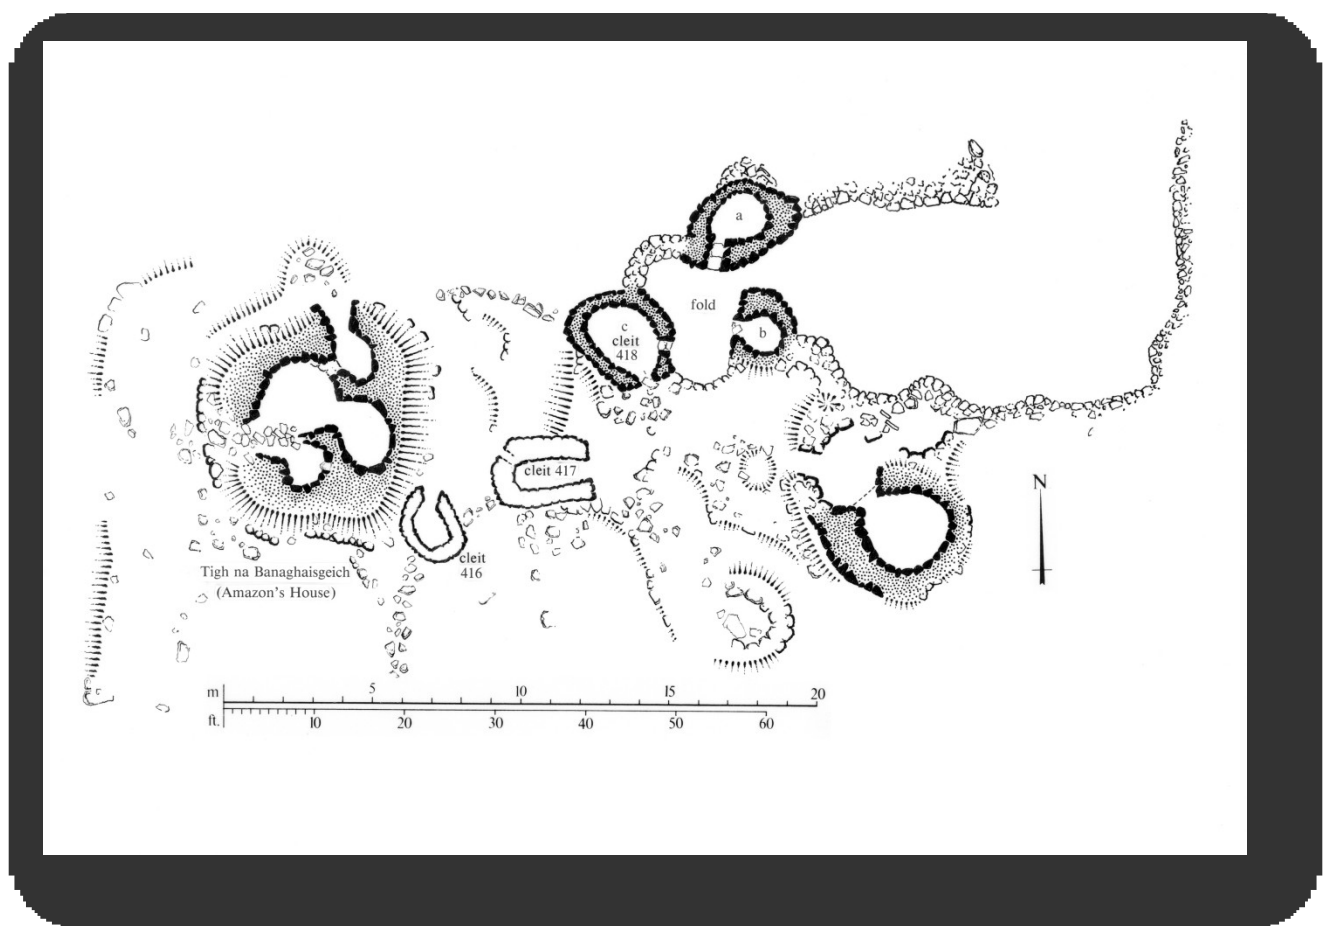 a
fold
b
c
cleit
418
cleit 417
N
cleit
416
Tigh na Banaghaisgeich
(Amazon's House)
m 5 10 15 20
ft. 10 20 30 40 50 60